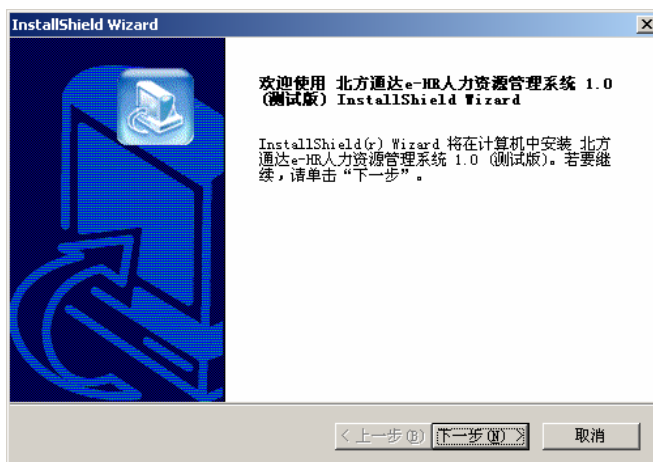 InstallShield Wizard
欢迎使用 北方通达e-HR人力资源管理系统 1.0
(测试版) InstallShield Wizard
InstallShield(r) Wizard 将在计算机中安装 北方
通达e-HR人力资源管理系统 1.0 (测试版)。若要继
续，请单击“下一步”。
< 上一步(B) 下一步(N) > 取消